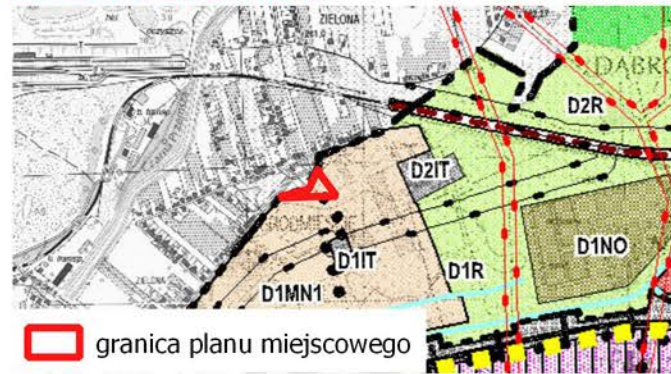 ZIELONA
DĄBRO
D2R
D2IT
D1IT
D1R
D1NO
D1MN1
ZIELONA
granica planu miejscowego